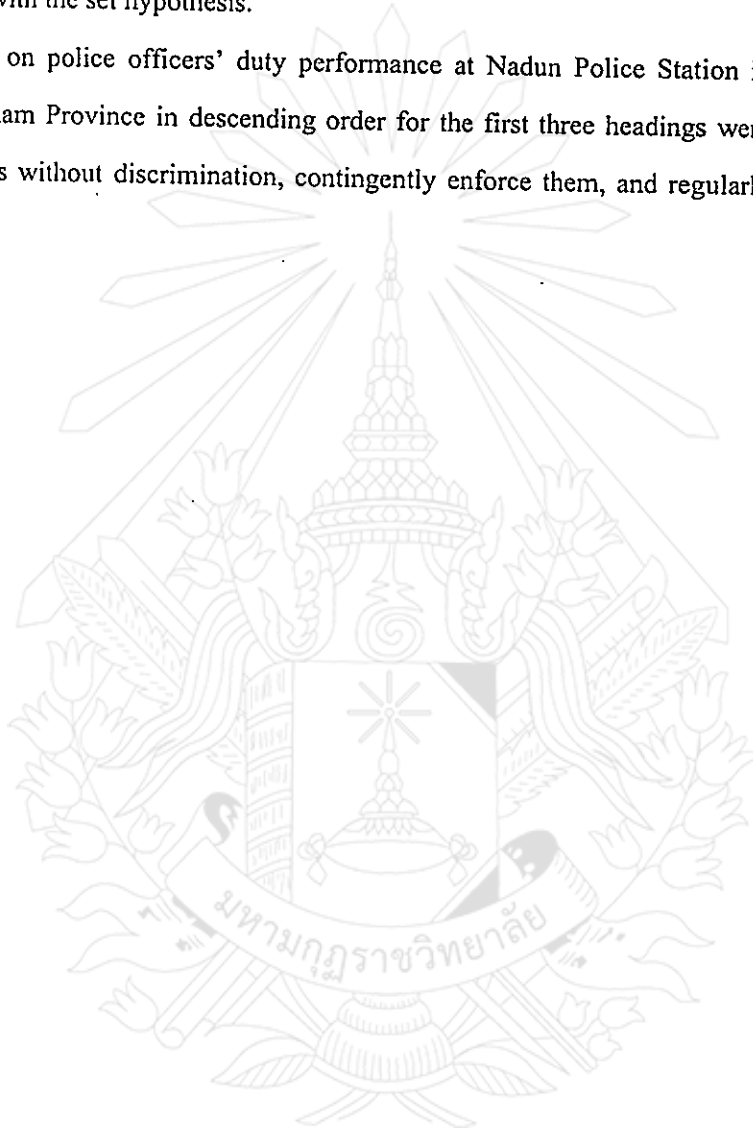 with the set hypothesis.
on police officers' duty performance at Nadun Police Station
am Province in descending order for the first three headings wer
s without discrimination, contingently enforce them, and regularl
มหามกุฏราชวิทยาลัย